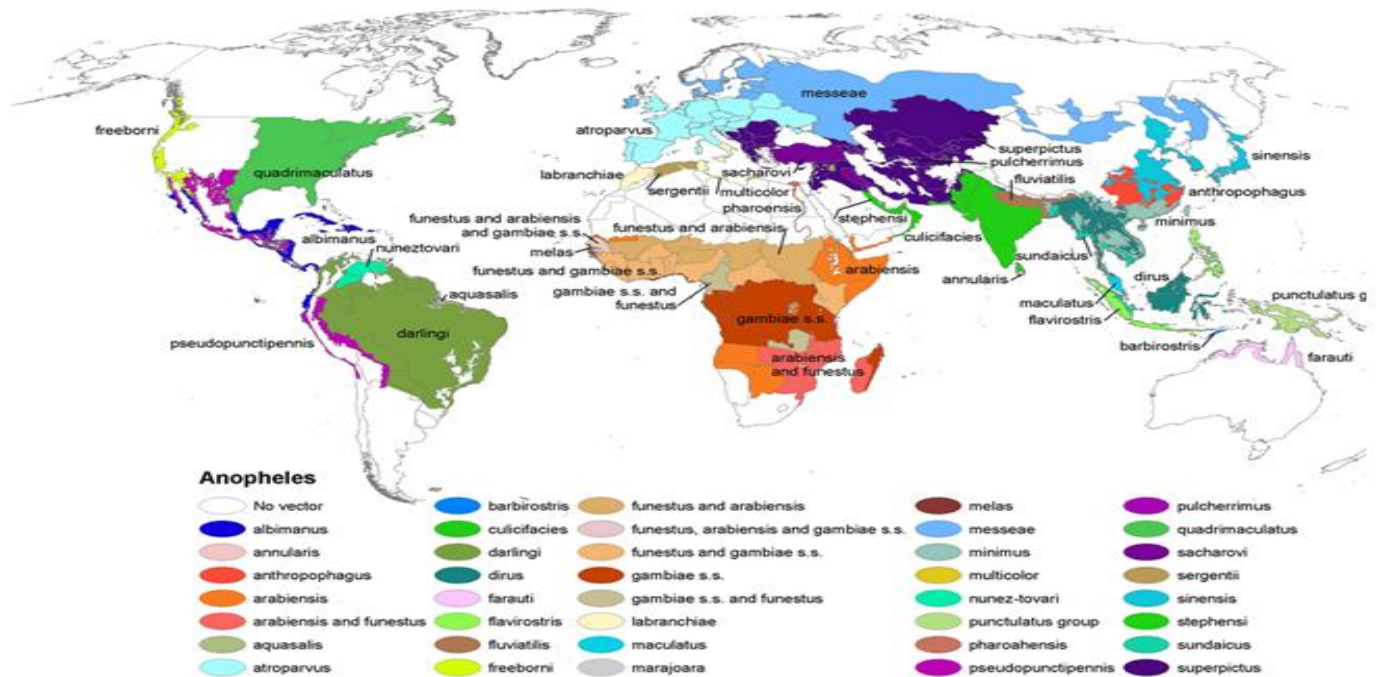 messeae
freeborni
atroparvus
superpictus
sinensis
quadrimaculatus
pulcherrimus
labranchiae
sacharovi
fluviatilis
sergentii
multicolor
anthropophagus
pharoensis
stephensi
minimus
funestus and arabiensis
and gambiae s.s.
funestus and arabiensis
albimanus
nuneztovari
culicifacies
melas
sundaicus
funestus and gambiae s.s.
arabiensis
annularis
dirus
punctulatus g
gambiae s.s. and
funestus
aquasalis
maculatus
gambiae s.s.
flavirostris
darlingi
pseudopunctipennis
barbirostris
arabiensis
and funestus
farauti
Anopheles
No vector
albimanus
annularis
anthropophagus
arabiensis
arabiensis and funestus
aquasalis
atroparvus
barbirostris
culicifacies
darlingi
dirus
farauti
flavirostris
fluviatilis
freeborni
funestus and arabiensis
funestus, arabiensis and gambiae s.s.
funestus and gambiae s.s.
gambiae s.s.
gambiae s.s. and funestus
labranchiae
maculatus
marajoara
melas
messeae
minimus
multicolor
nunez-tovari
punctulatus group
pharoahensis
pseudopunctipennis
pulcherrimus
quadrimaculatus
sacharovi
sergentii
sinensis
stephensi
sundaicus
superpictus